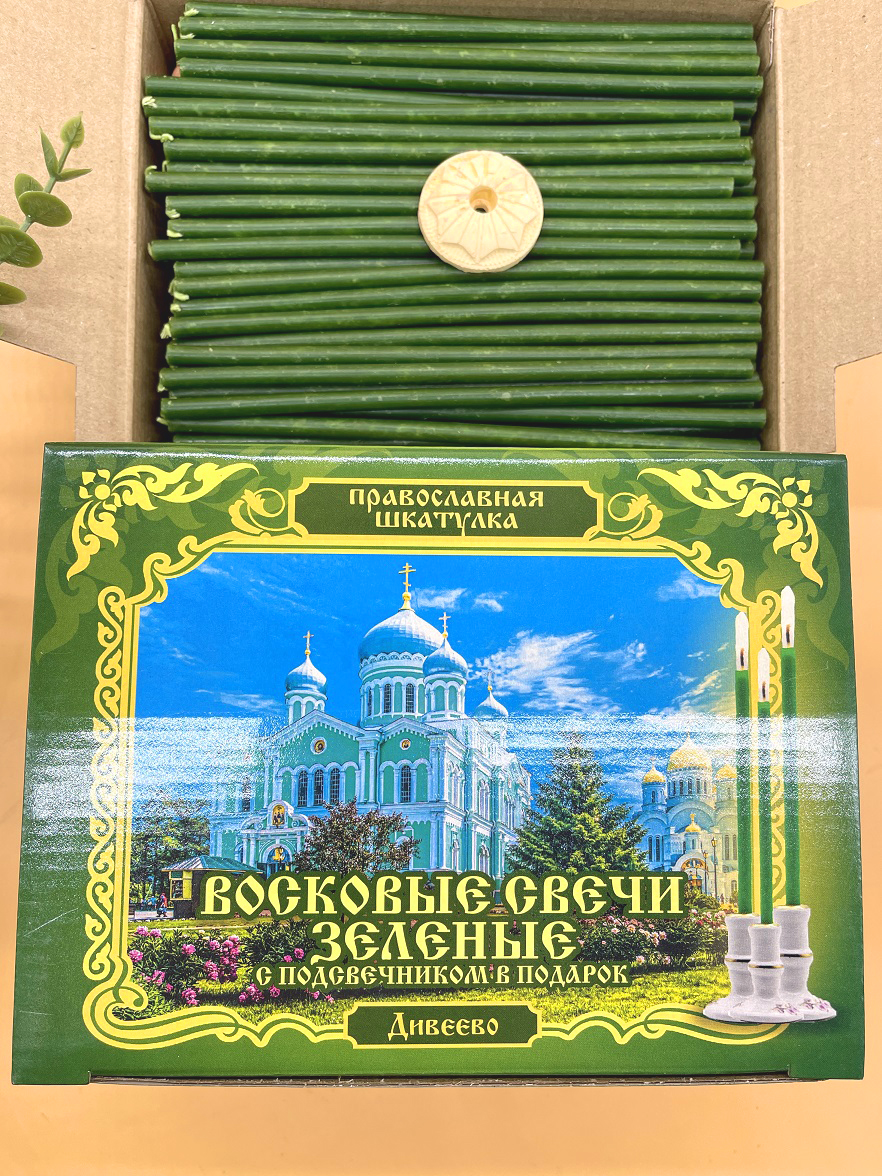 ПРАВОСЛАВНАЯ
ШКАТУЛКА
ВОСКОВЫЕ СВЕЧИ
ЗЕЛЕНЫЕ
С ПОДСВЕЧНИКОМ В ПОДАРОК
Дивеево